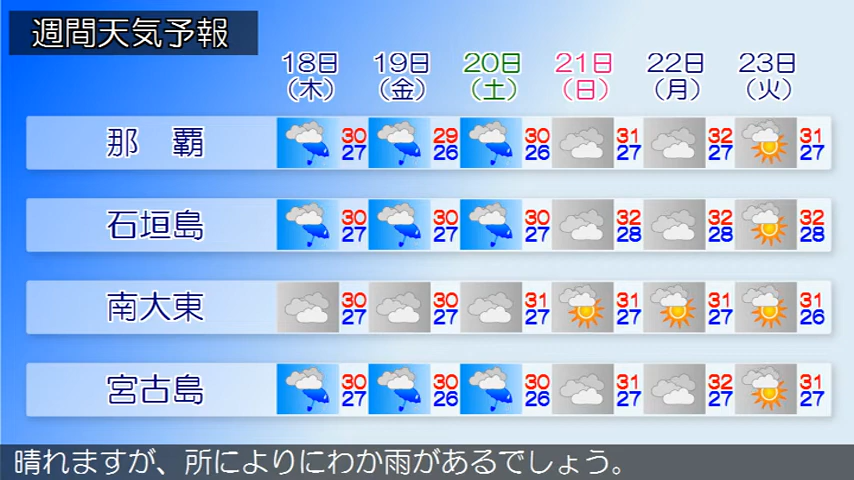 週間天気予報
18日 19日 20日 21日 22日 23日
(木) (金) (土) (日) (月) (火)
那　覇 30 29 30 31 32 31
27 26 26 27 27 27
石垣島 30 30 30 32 32 32
27 27 27 28 28 28
南大東 30 30 31 31 31 31
27 27 27 27 27 26
宮古島 30 30 30 31 32 31
27 26 26 27 27 27
晴れますが、所によりにわか雨があるでしょう。